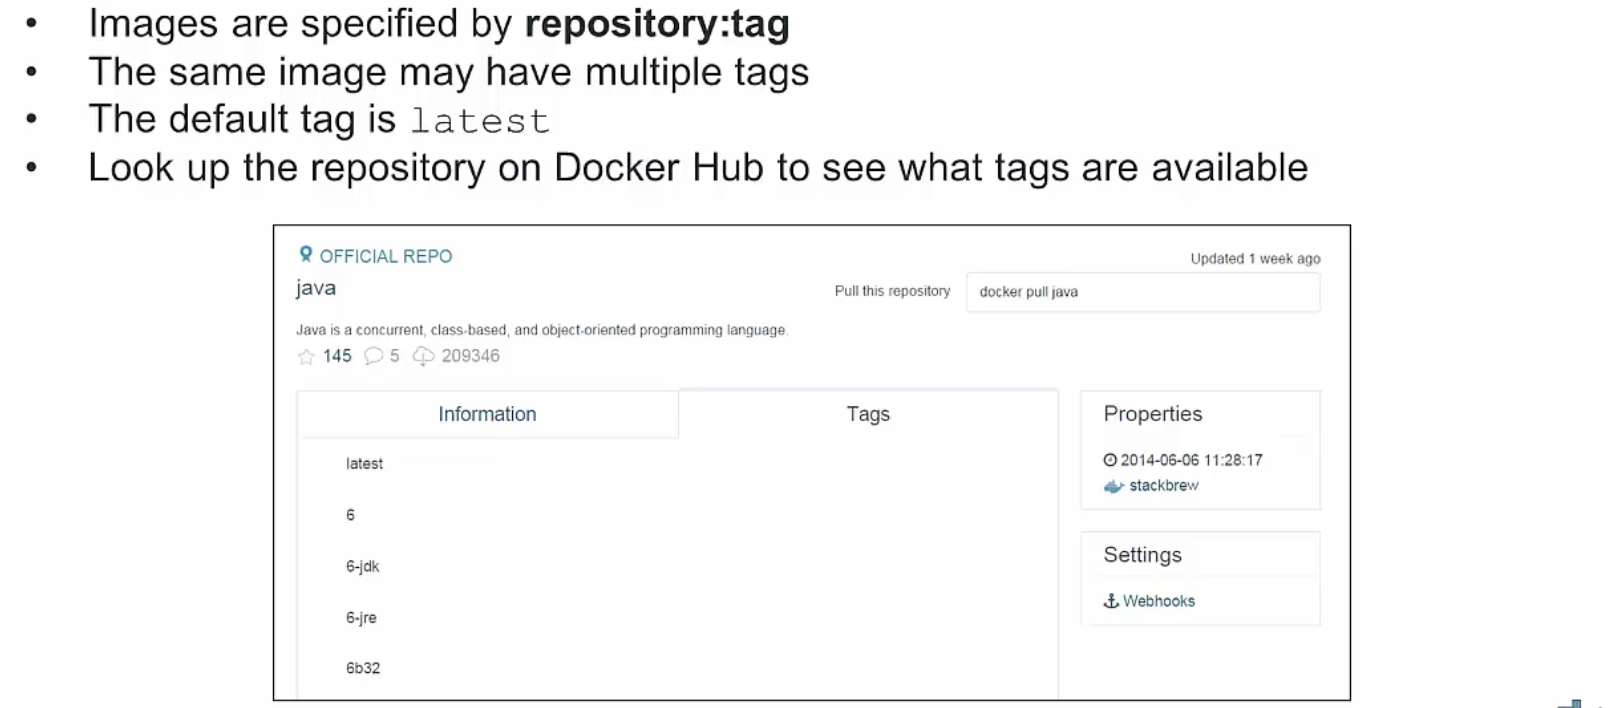 • Images are specified by repository:tag
• The same image may have multiple tags
• The default tag is latest
• Look up the repository on Docker Hub to see what tags are available
OFFICIAL REPO
Updated 1 week ago
java
Pull this repository
docker pull java
Java is a concurrent, class-based, and object-oriented programming language.
145 5 209346
Information
Tags
latest
6
6-jdk
6-jre
6b32
Properties
2014-06-06 11:28:17
stackbrew
Settings
Webhooks